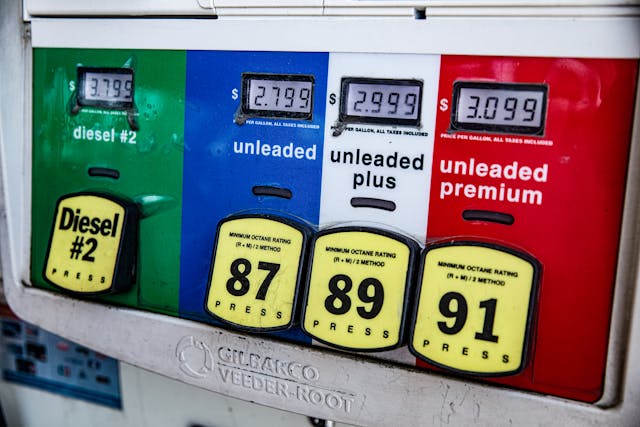 $ 3.799
diesel #2
Diesel
#2
PRESS
$ 2.799
PER GALLON, ALL TAXES INCLUDED
unleaded
MINIMUM OCTANE RATING
(R + M) / 2 METHOD
87
PRESS
$ 2.999
PER GALLON, ALL TAXES INCLUDED
unleaded
plus
MINIMUM OCTANE RATING
(R + M) / 2 METHOD
89
PRESS
$ 3.099
PRICE PER GALLON, ALL TAXES INCLUDED
unleaded
premium
MINIMUM OCTANE RATING
(R + M) / 2 METHOD
91
PRESS
GILBARCO
VEEDER-ROOT